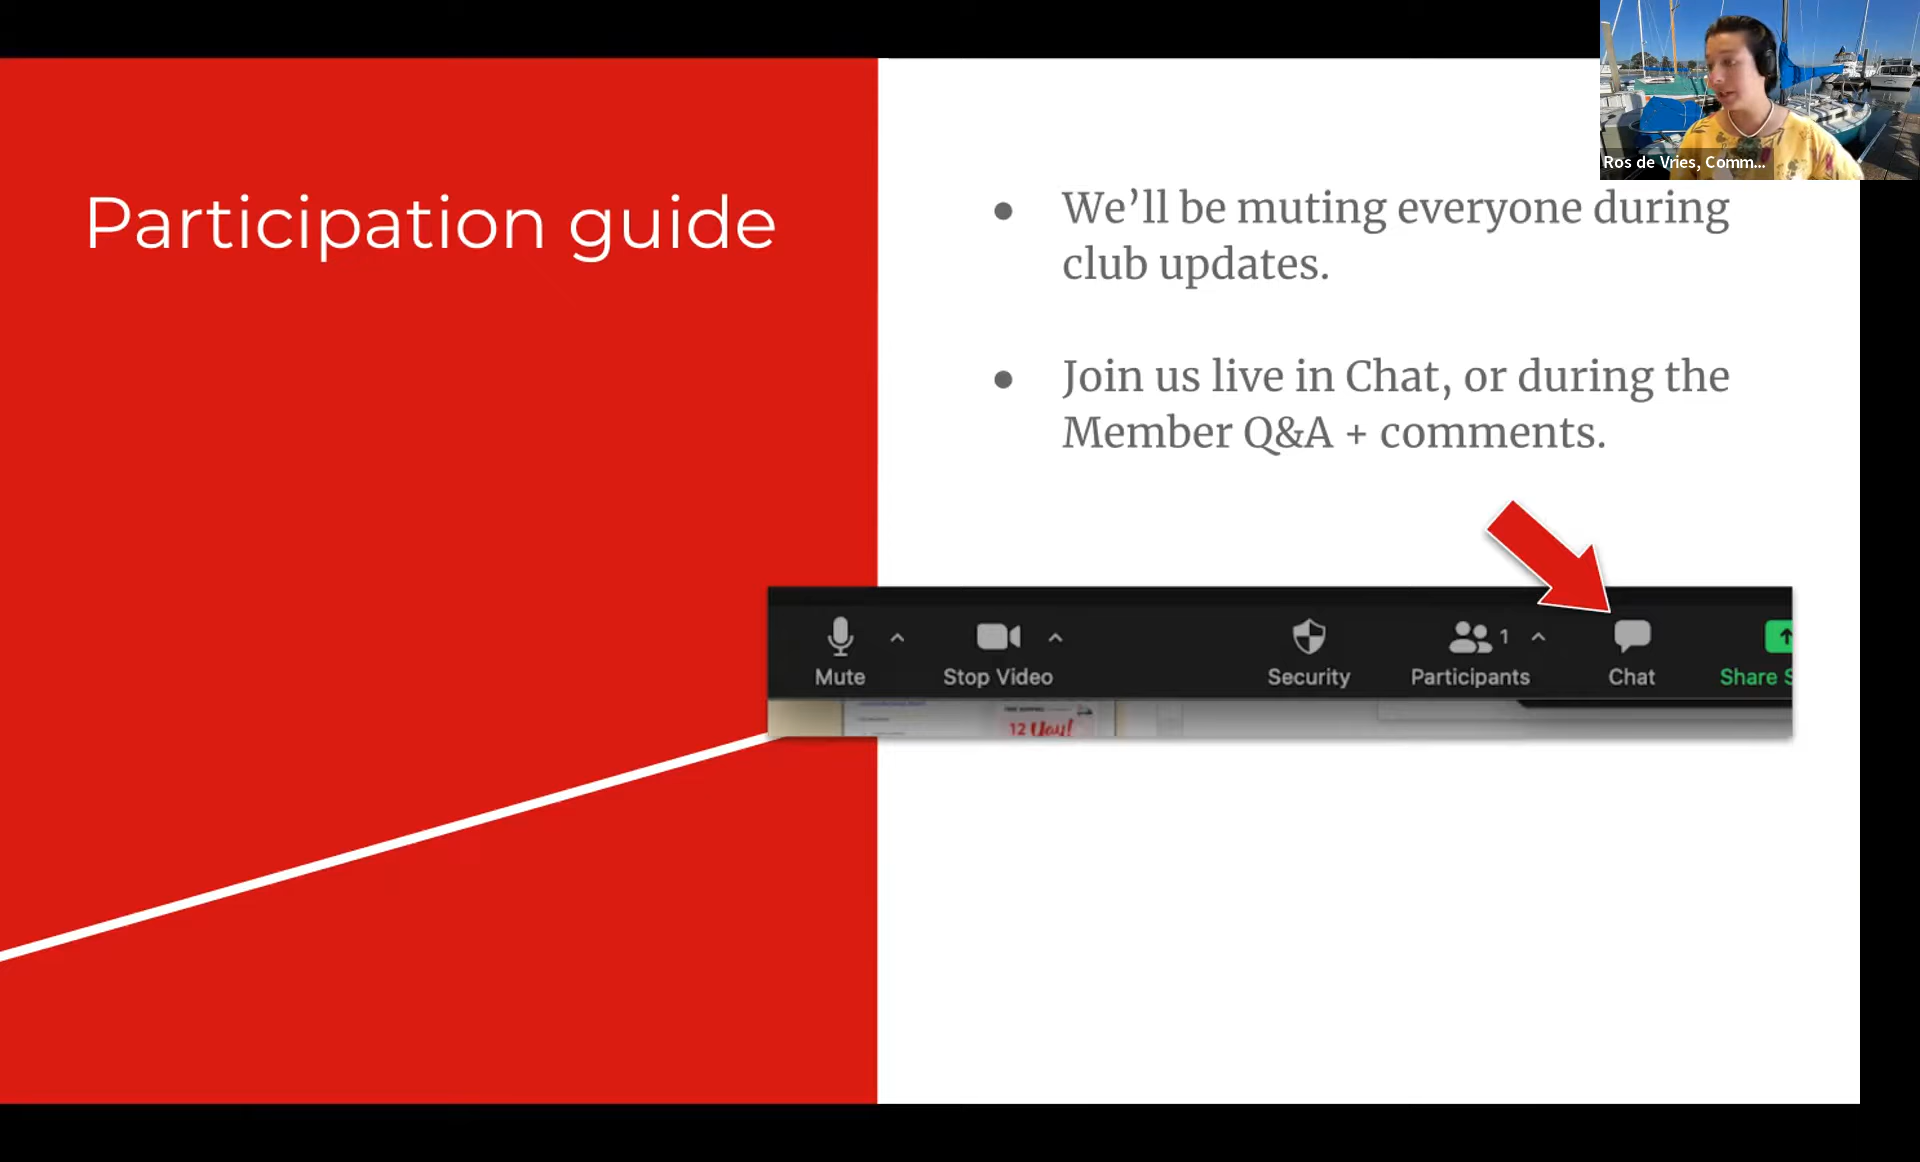 Ros de Vries, Comm...
Participation guide
● We’ll be muting everyone during
club updates.
● Join us live in Chat, or during the
Member Q&A + comments.
1
Mute
Stop Video
Security
Participants
Chat
Share S
12 Yay!